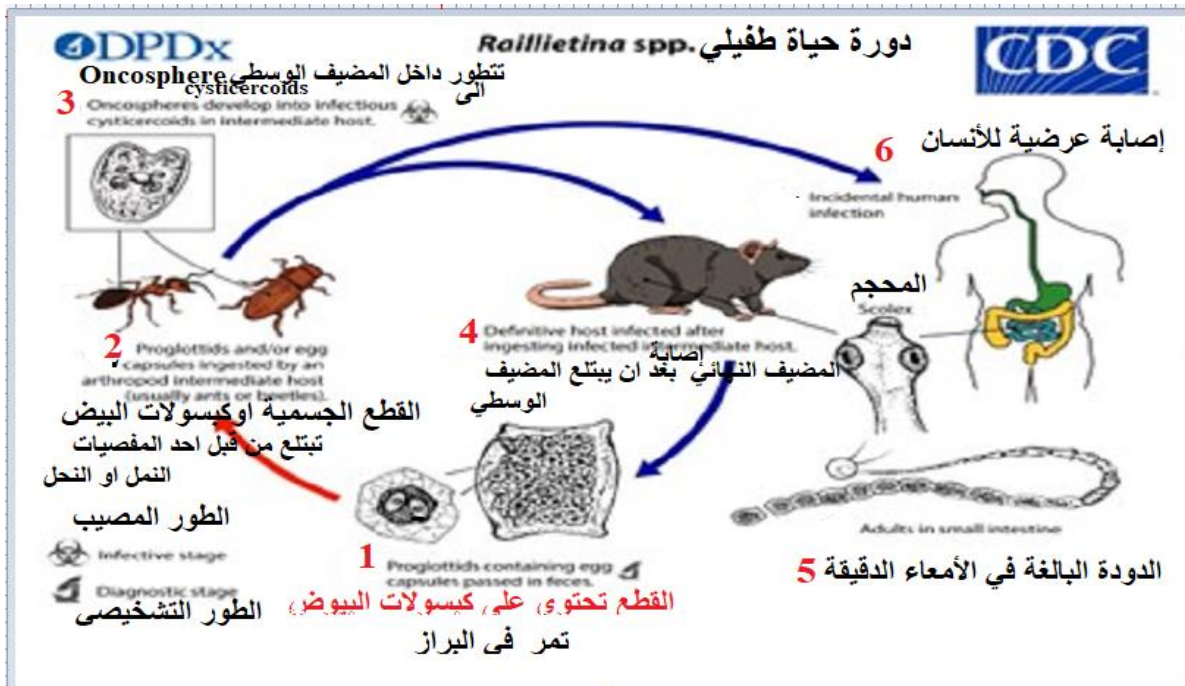 DPDx
Raillietina spp. دورة حياة طفيلي
CDC
Oncosphere تتطور داخل المضيف الوسطي
cysticercoids الى
3 Oncospheres develop into infectious
cysticercoids in intermediate host.
6 إصابة عرضية للأنسان
Incidental human
infection
المحجم
Scolex
2 Proglottids and/or egg
capsules ingested by an
arthropod intermediate host
(usually ants or beetles).
القطع الجسمية اوكبسولات البيض
تبتلع من قبل احد المفصيات
النمل او النحل
4 Definitive host infected after
ingesting infected intermediate host.
إصابة
المضيف النهائي بعد ان يبتلع المضيف
الوسطي
الطور المصيب
Infective stage
Diagnostic stage
الطور التشخيصي
1 Proglottids containing egg
capsules passed in feces.
القطع تحتوي على كبسولات البيوض
تمر في البراز
Adults in small intestine
5 الدودة البالغة في الأمعاء الدقيقة